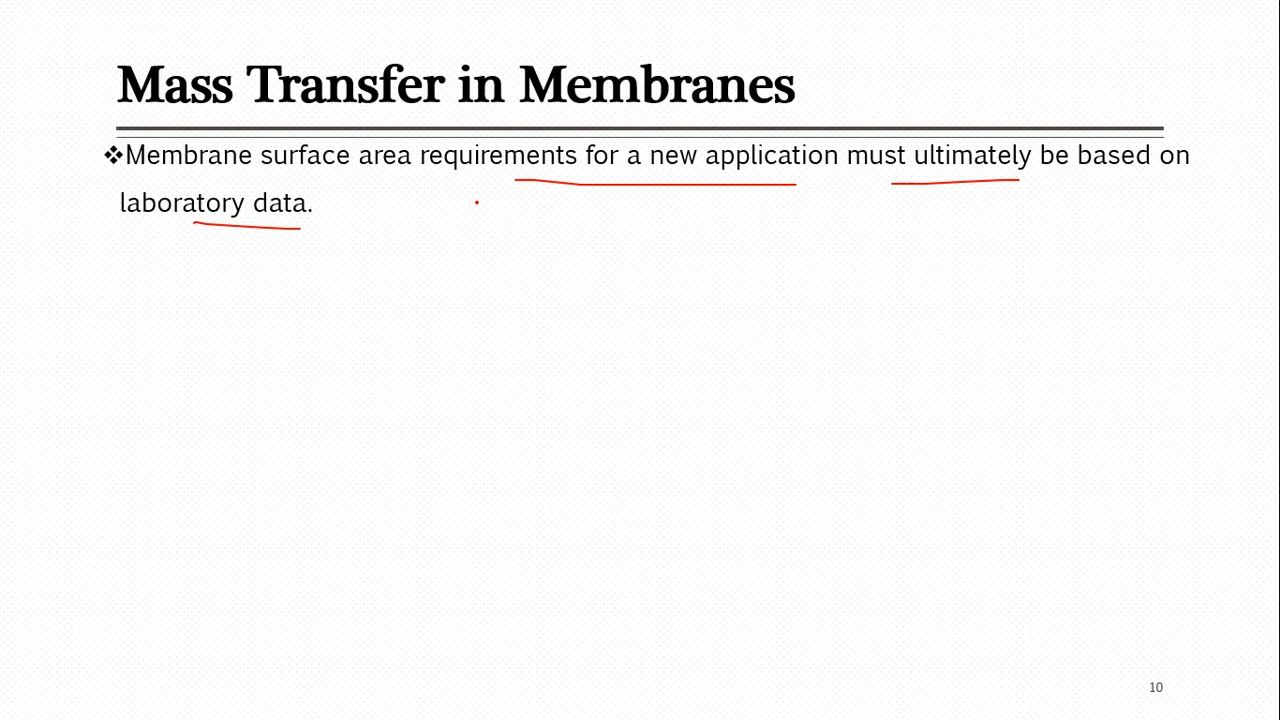 Mass Transfer in Membranes
❖Membrane surface area requirements for a new application must ultimately be based on
laboratory data.
10